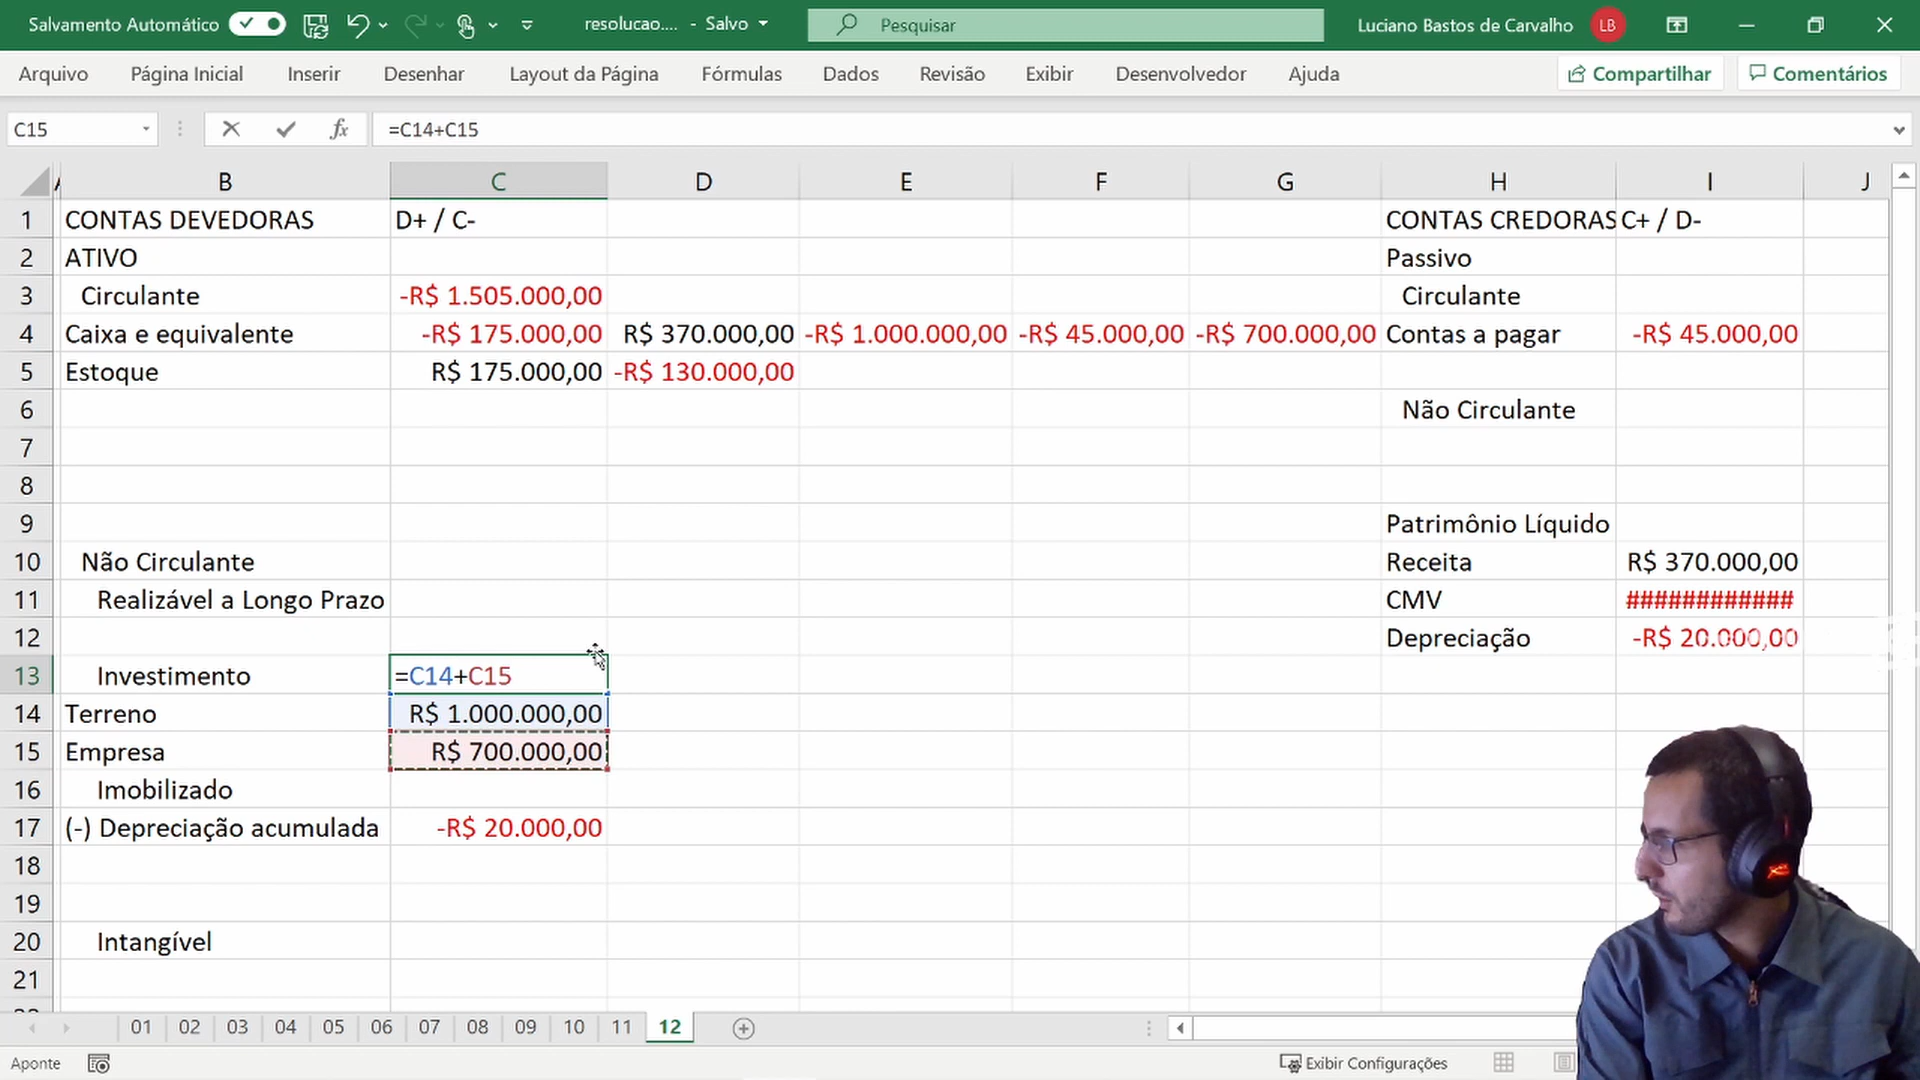 Salvamento Automático
resolucao.... - Salvo
Pesquisar
Luciano Bastos de Carvalho LB
Arquivo Página Inicial Inserir Desenhar Layout da Página Fórmulas Dados Revisão Exibir Desenvolvedor Ajuda Compartilhar Comentários
C15 fx =C14+C15
B C D E F G H I J
1 CONTAS DEVEDORAS D+ / C- CONTAS CREDORAS C+ / D-
2 ATIVO Passivo
3 Circulante -R$ 1.505.000,00 Circulante
4 Caixa e equivalente -R$ 175.000,00 R$ 370.000,00 -R$ 1.000.000,00 -R$ 45.000,00 -R$ 700.000,00 Contas a pagar -R$ 45.000,00
5 Estoque R$ 175.000,00 -R$ 130.000,00
6 Não Circulante
7
8
9 Patrimônio Líquido
10 Não Circulante Receita R$ 370.000,00
11 Realizável a Longo Prazo CMV ############
12 Depreciação -R$ 20.000,00
13 Investimento =C14+C15
14 Terreno R$ 1.000.000,00
15 Empresa R$ 700.000,00
16 Imobilizado
17 (-) Depreciação acumulada -R$ 20.000,00
18
19
20 Intangível
21
01 02 03 04 05 06 07 08 09 10 11 12
Aponte Exibir Configurações